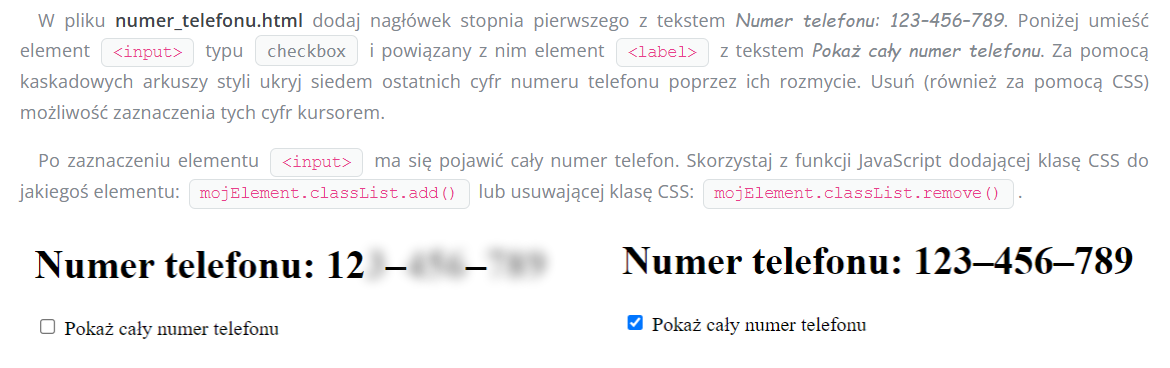 W pliku numer_telefonu.html dodaj nagłówek stopnia pierwszego z tekstem Numer telefonu: 123–456–789. Poniżej umieść
element <input> typu checkbox i powiązany z nim element <label> z tekstem Pokaż cały numer telefonu. Za pomocą
kaskadowych arkuszy styli ukryj siedem ostatnich cyfr numeru telefonu poprzez ich rozmycie. Usuń (również za pomocą CSS)
możliwość zaznaczenia tych cyfr kursorem.
Po zaznaczeniu elementu <input> ma się pojawić cały numer telefon. Skorzystaj z funkcji JavaScript dodającej klasę CSS do
jakiegoś elementu: mojElement.classList.add() lub usuwającej klasę CSS: mojElement.classList.remove() .
Numer telefonu: 123–456–789
Pokaż cały numer telefonu
Numer telefonu: 123–456–789
Pokaż cały numer telefonu